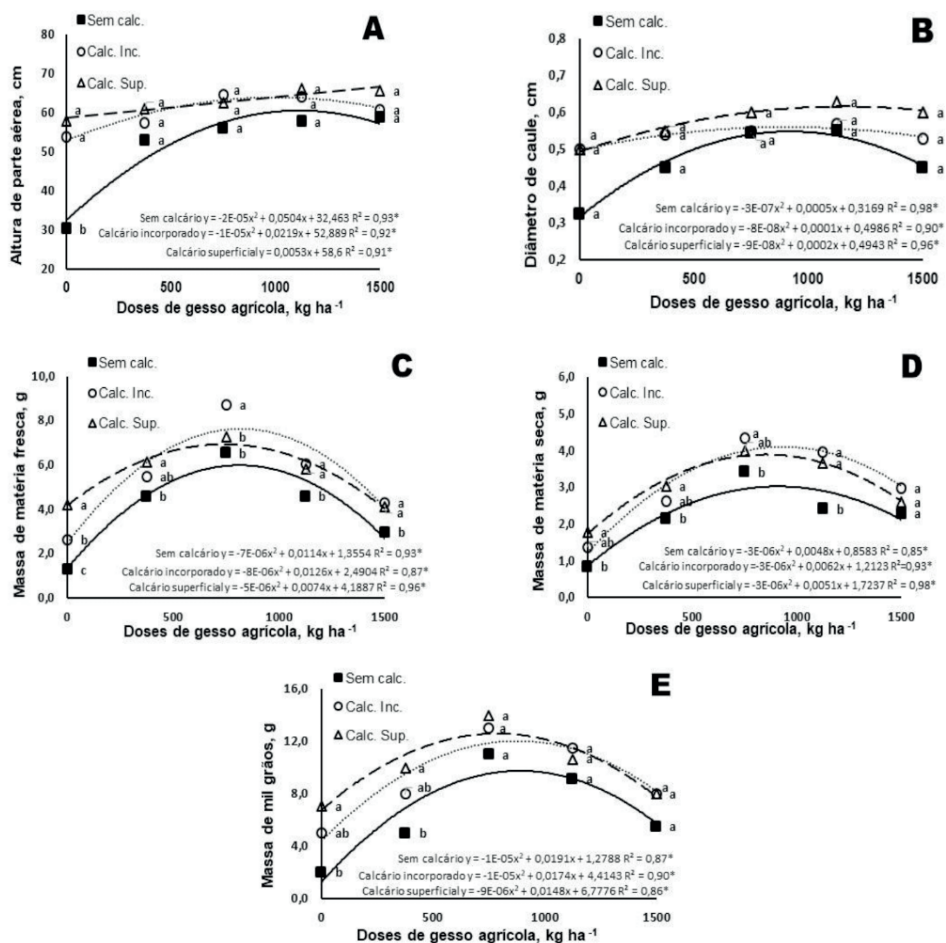 A
Sem calc.
Calc. Inc.
Calc. Sup.
Altura de parte aérea, cm
80
70
60
50
40
30
20
a a a a a
a a a a a
b a a a a
Sem calcário y = -2E-05x² + 0,0504x + 32,463 R² = 0,93*
Calcário incorporado y = -1E-05x² + 0,0219x + 52,889 R² = 0,92*
Calcário superficial y = 0,0053x + 58,6 R² = 0,91*
0 500 1000 1500
Doses de gesso agrícola, kg ha⁻¹
B
Sem calc.
Calc. Inc.
Calc. Sup.
Diâmetro de caule, cm
0,8
0,7
0,6
0,5
0,4
0,3
0,2
a a a a a
a a a a a
a a a a a
Sem calcário y = -3E-07x² + 0,0005x + 0,3169 R² = 0,98*
Calcário incorporado y = -8E-08x² + 0,0001x + 0,4986 R² = 0,90*
Calcário superficial y = -9E-08x² + 0,0002x + 0,4943 R² = 0,96*
0 500 1000 1500
Doses de gesso agrícola, kg ha⁻¹
C
Sem calc.
Calc. Inc.
Calc. Sup.
Massa de matéria fresca, g
10,0
8,0
6,0
4,0
2,0
0,0
a a b a a
b ab a a a
c b b b b
Sem calcário y = -7E-06x² + 0,0114x + 1,3554 R² = 0,93*
Calcário incorporado y = -8E-06x² + 0,0126x + 2,4904 R² = 0,87*
Calcário superficial y = -5E-06x² + 0,0074x + 4,1887 R² = 0,96*
0 500 1000 1500
Doses de gesso agrícola, kg ha⁻¹
D
Sem calc.
Calc. Inc.
Calc. Sup.
Massa de matéria seca, g
6,0
5,0
4,0
3,0
2,0
1,0
0,0
a a ab a a
ab ab a a a
b b b b a
Sem calcário y = -3E-06x² + 0,0048x + 0,8583 R² = 0,85*
Calcário incorporado y = -3E-06x² + 0,0062x + 1,2123 R² =0,93*
Calcário superficial y = -3E-06x² + 0,0051x + 1,7237 R² = 0,98*
0 500 1000 1500
Doses de gesso agrícola, kg ha⁻¹
E
Sem calc.
Calc. Inc.
Calc. Sup.
Massa de mil grãos, g
16,0
12,0
8,0
4,0
0,0
a a a a a
ab ab a a a
b b a a a
Sem calcário y = -1E-05x² + 0,0191x + 1,2788 R² = 0,87*
Calcário incorporado y = -1E-05x² + 0,0174x + 4,4143 R² = 0,90*
Calcário superficial y = -9E-06x² + 0,0148x + 6,7776 R² = 0,86*
0 500 1000 1500
Doses de gesso agrícola, kg ha⁻¹